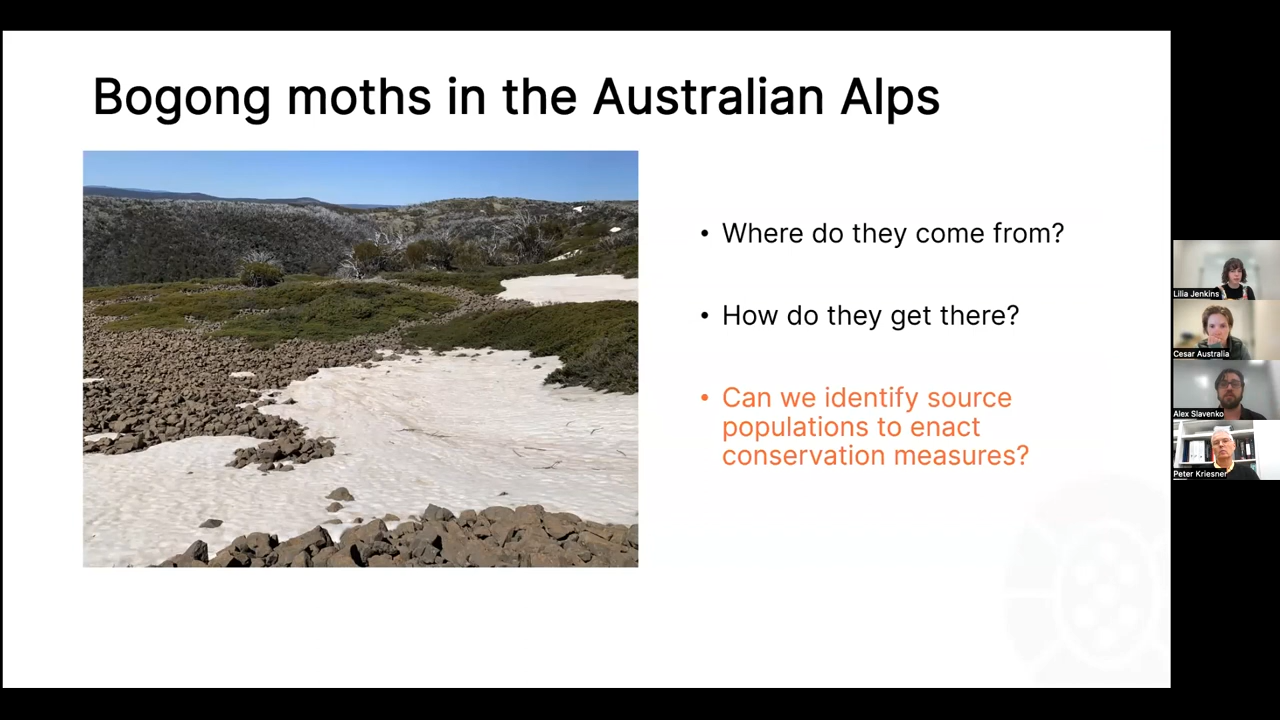 Bogong moths in the Australian Alps
• Where do they come from?
• How do they get there?
• Can we identify source
populations to enact
conservation measures?
Lilia Jenkins
Cesar Australia
Alex Slavenko
Peter Kriesner